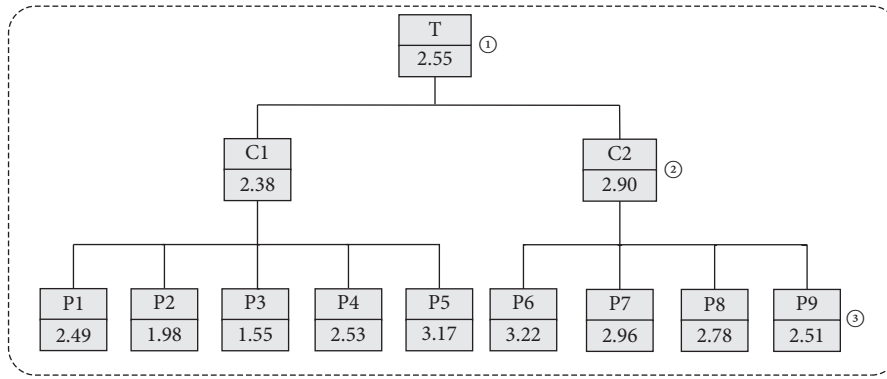 T
2.55
①
C1
2.38
C2
2.90
②
P1
2.49
P2
1.98
P3
1.55
P4
2.53
P5
3.17
P6
3.22
P7
2.96
P8
2.78
P9
2.51
③